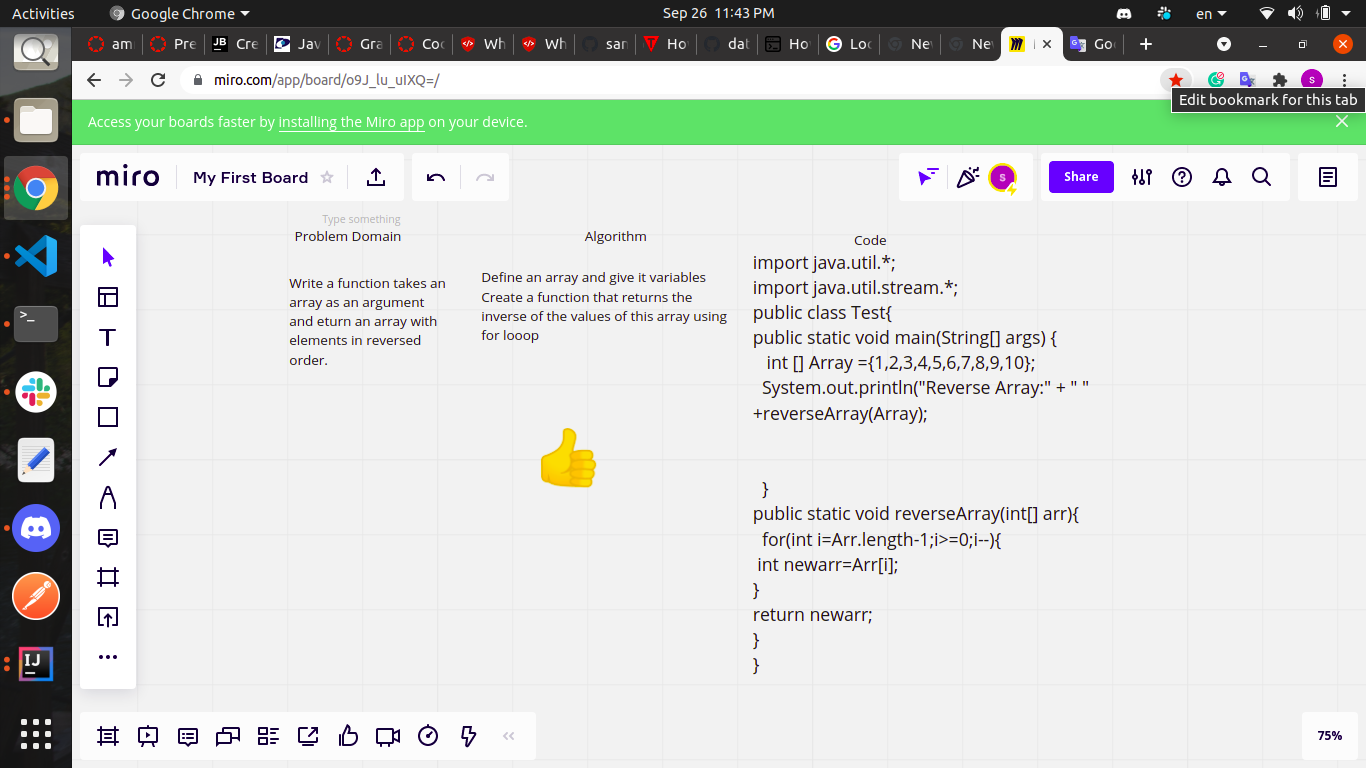 Activities
Google Chrome
Sep 26 11:43 PM
en
am
Pre
JB
Cre
Jav
Gra
Coc
Wh
Wh
sar
Ho
dat
Ho
Loc
Nev
Nev
Goo
miro.com/app/board/o9J_lu_uIXQ=/
S
Edit bookmark for this tab
Access your boards faster by installing the Miro app on your device.
miro
My First Board
S
Share
Type something
Problem Domain
Write a function takes an
array as an argument
and eturn an array with
elements in reversed
order.
Algorithm
Define an array and give it variables
Create a function that returns the
inverse of the values of this array using
for looop
Code
import java.util.*;
import java.util.stream.*;
public class Test{
public static void main(String[] args) {
int [] Array ={1,2,3,4,5,6,7,8,9,10};
System.out.println("Reverse Array:" + " "
+reverseArray(Array);
}
public static void reverseArray(int[] arr){
for(int i=Arr.length-1;i>=0;i--){
int newarr=Arr[i];
}
return newarr;
}
}
IJ
75%